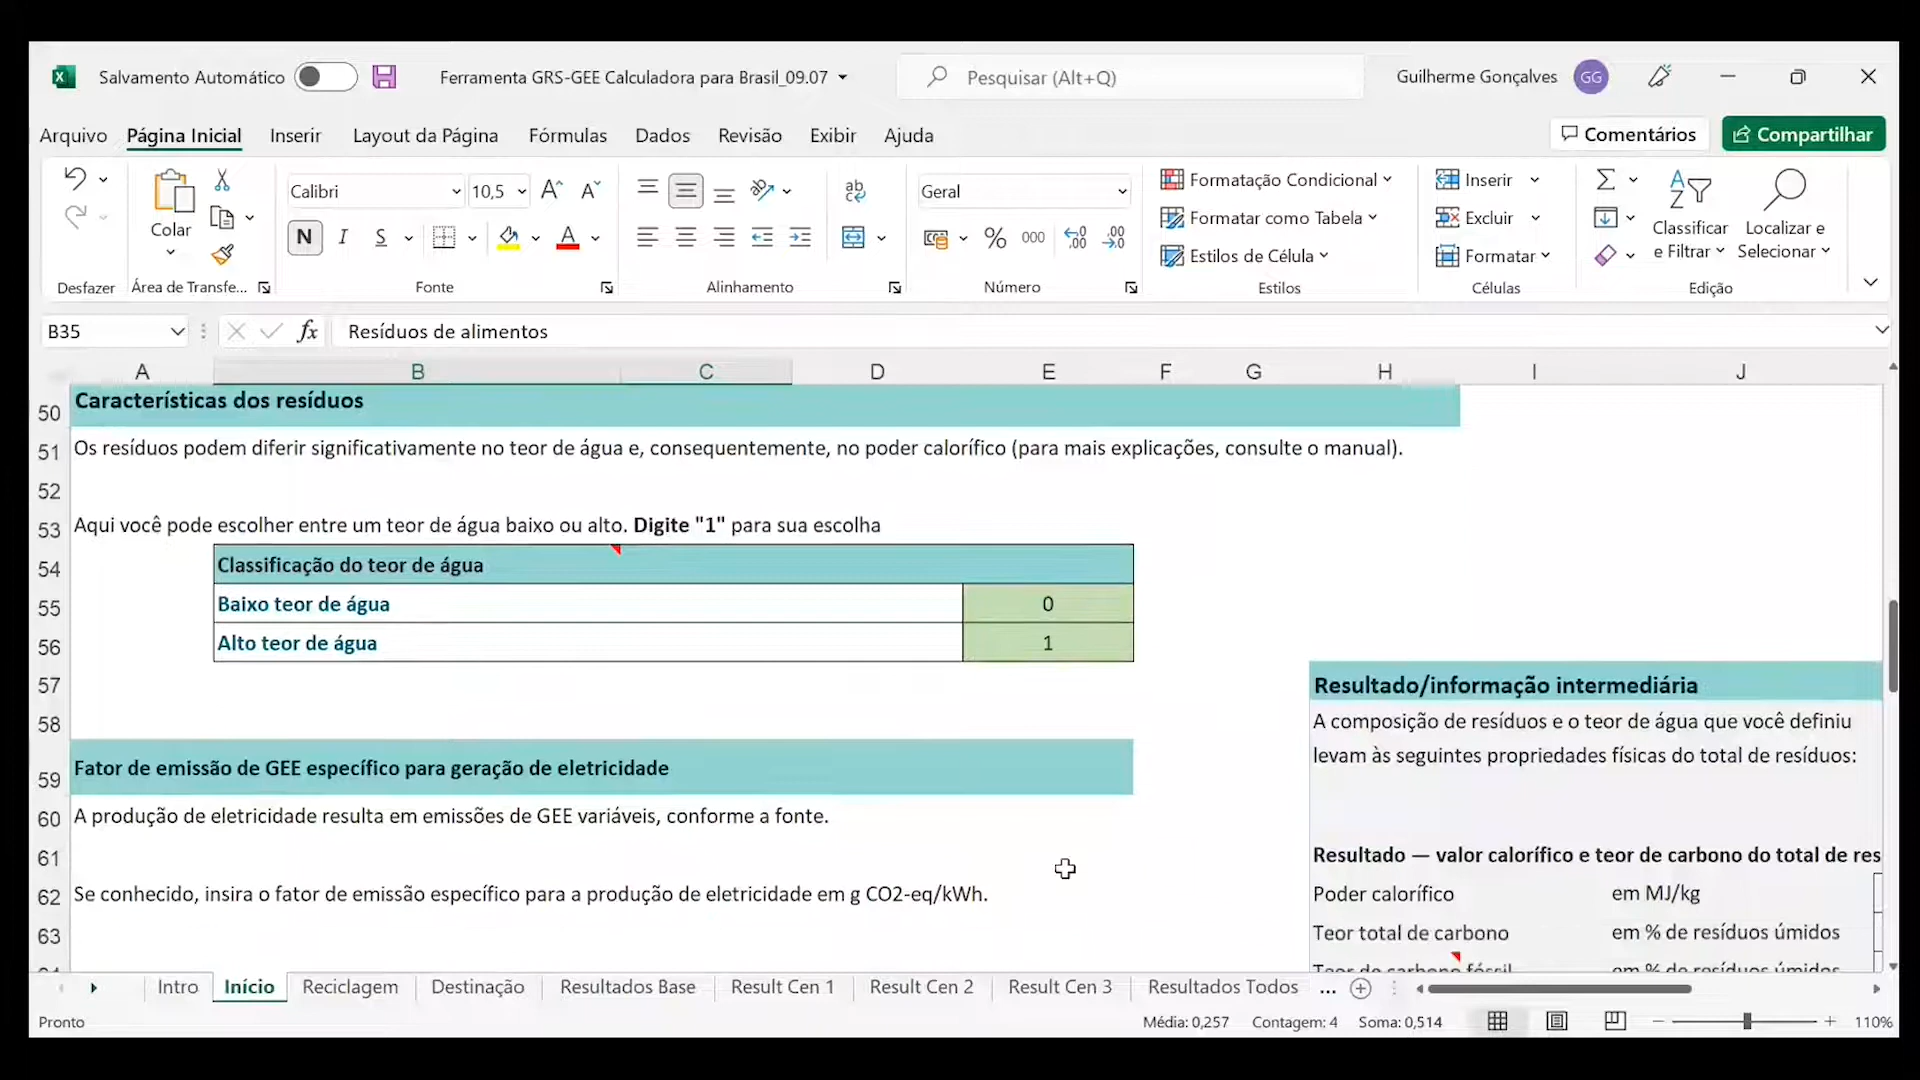 Salvamento Automático
Ferramenta GRS-GEE Calculadora para Brasil_09.07
Pesquisar (Alt+Q)
Guilherme Gonçalves GG
Arquivo Página Inicial Inserir Layout da Página Fórmulas Dados Revisão Exibir Ajuda
Comentários Compartilhar
Colar
Calibri 10,5
N I S
Geral
% 000
Formatação Condicional
Formatar como Tabela
Estilos de Célula
Inserir
Excluir
Formatar
Classificar e Filtrar
Localizar e Selecionar
Desfazer Área de Transfe... Fonte Alinhamento Número Estilos Células Edição
B35 fx Resíduos de alimentos
A B C D E F G H I J
50 Características dos resíduos
51 Os resíduos podem diferir significativamente no teor de água e, consequentemente, no poder calorífico (para mais explicações, consulte o manual).
52
53 Aqui você pode escolher entre um teor de água baixo ou alto. Digite "1" para sua escolha
54 Classificação do teor de água
55 Baixo teor de água 0
56 Alto teor de água 1
57 Resultado/informação intermediária
58 A composição de resíduos e o teor de água que você definiu
levam às seguintes propriedades físicas do total de resíduos:
59 Fator de emissão de GEE específico para geração de eletricidade
60 A produção de eletricidade resulta em emissões de GEE variáveis, conforme a fonte.
61 Resultado — valor calorífico e teor de carbono do total de res
62 Se conhecido, insira o fator de emissão específico para a produção de eletricidade em g CO2-eq/kWh.
Poder calorífico em MJ/kg
63 Teor total de carbono em % de resíduos úmidos
Teor de carbono fóssil em % de resíduos úmidos
Intro Início Reciclagem Destinação Resultados Base Result Cen 1 Result Cen 2 Result Cen 3 Resultados Todos ...
Pronto Média: 0,257 Contagem: 4 Soma: 0,514 110%